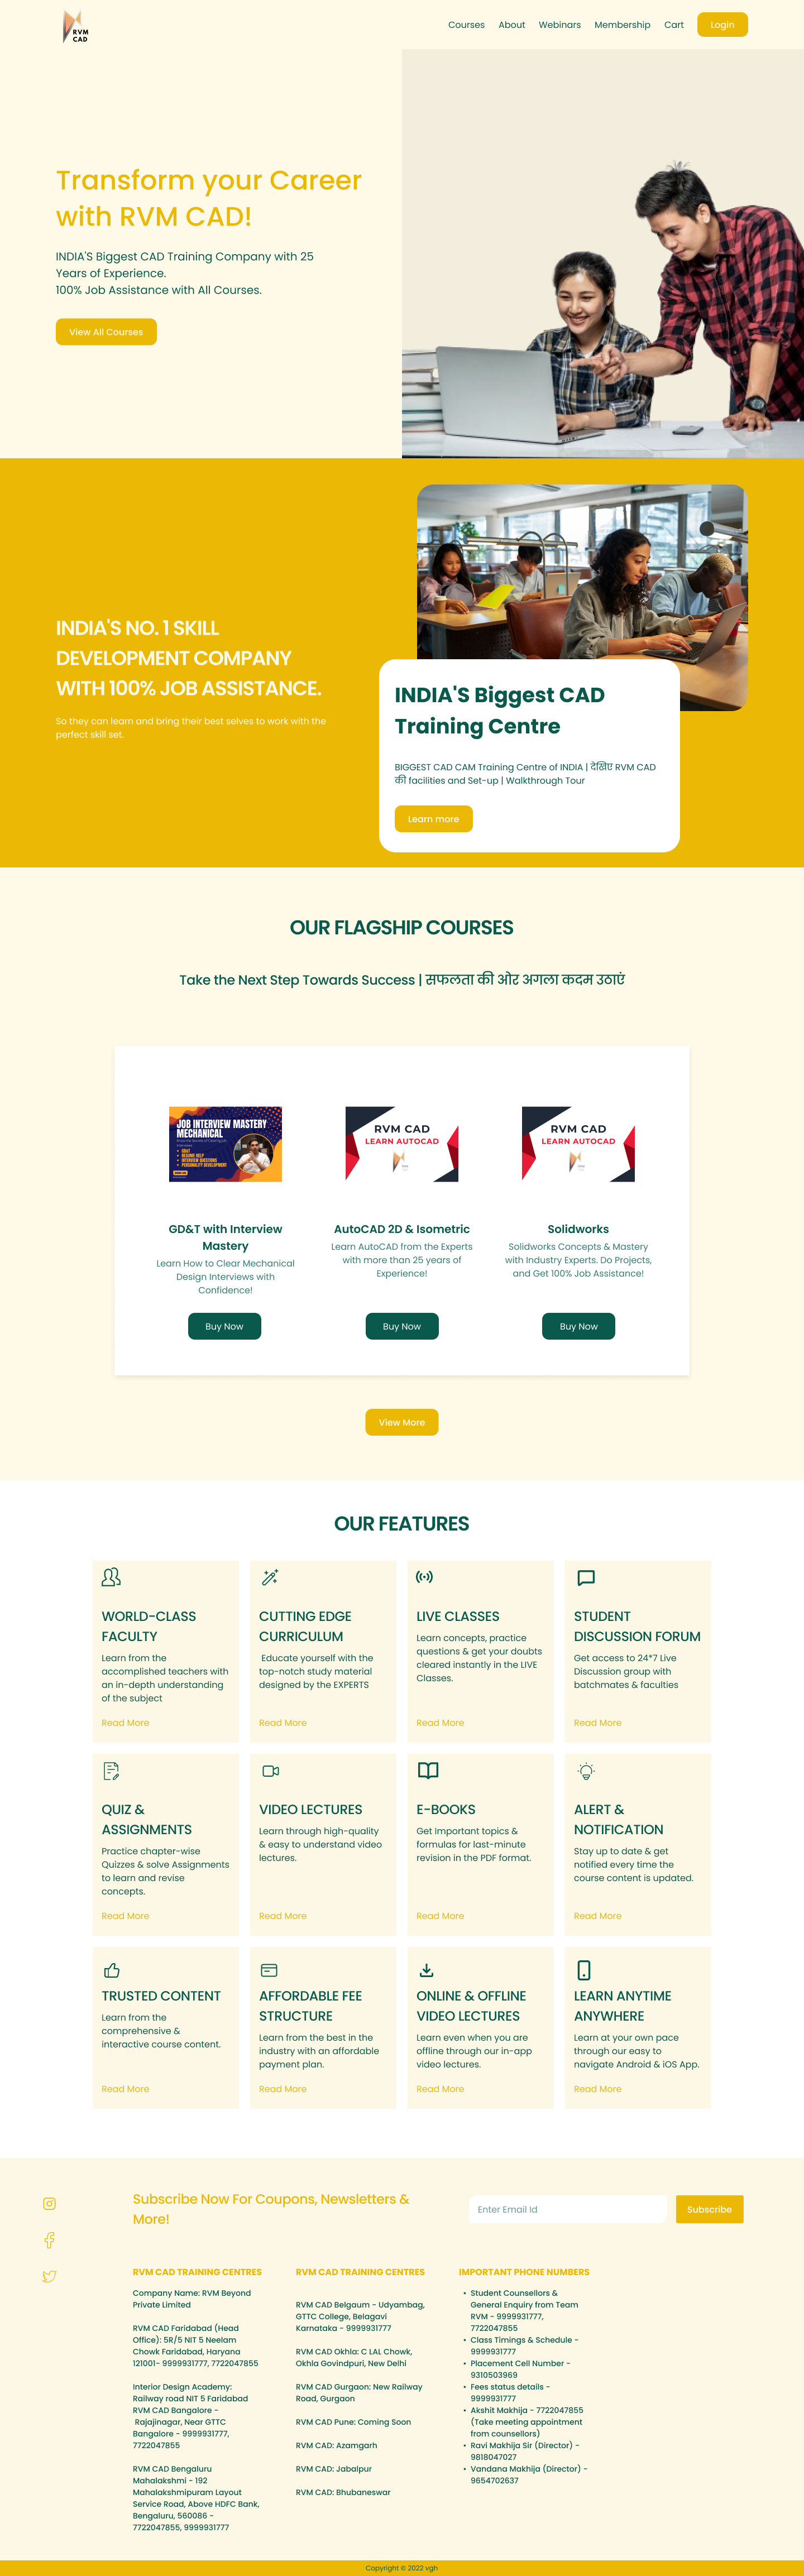 RVM
CAD
Courses About Webinars Membership Cart Login
Transform your Career
with RVM CAD!
INDIA'S Biggest CAD Training Company with 25
Years of Experience.
100% Job Assistance with All Courses.
View All Courses
INDIA'S NO. 1 SKILL
DEVELOPMENT COMPANY
WITH 100% JOB ASSISTANCE.
So they can learn and bring their best selves to work with the
perfect skill set.
INDIA'S Biggest CAD
Training Centre
BIGGEST CAD CAM Training Centre of INDIA | देखिए RVM CAD
की facilities and Set-up | Walkthrough Tour
Learn more
OUR FLAGSHIP COURSES
Take the Next Step Towards Success | सफलता की ओर अगला कदम उठाएं
JOB INTERVIEW MASTERY
MECHANICAL
GD&T
RESUME HELP
INTERVIEW QUESTIONS
PERSONALITY DEVELOPMENT
RVM CAD
LEARN AUTOCAD
RVM CAD
LEARN AUTOCAD
GD&T with Interview
Mastery
Learn How to Clear Mechanical
Design Interviews with
Confidence!
Buy Now
AutoCAD 2D & Isometric
Learn AutoCAD from the Experts
with more than 25 years of
Experience!
Buy Now
Solidworks
Solidworks Concepts & Mastery
with Industry Experts. Do Projects,
and Get 100% Job Assistance!
Buy Now
View More
OUR FEATURES
WORLD-CLASS
FACULTY
Learn from the
accomplished teachers with
an in-depth understanding
of the subject
Read More
CUTTING EDGE
CURRICULUM
Educate yourself with the
top-notch study material
designed by the EXPERTS
Read More
LIVE CLASSES
Learn concepts, practice
questions & get your doubts
cleared instantly in the LIVE
Classes.
Read More
STUDENT
DISCUSSION FORUM
Get access to 24*7 Live
Discussion group with
batchmates & faculties
Read More
QUIZ &
ASSIGNMENTS
Practice chapter-wise
Quizzes & solve Assignments
to learn and revise
concepts.
Read More
VIDEO LECTURES
Learn through high-quality
& easy to understand video
lectures.
Read More
E-BOOKS
Get Important topics &
formulas for last-minute
revision in the PDF format.
Read More
ALERT &
NOTIFICATION
Stay up to date & get
notified every time the
course content is updated.
Read More
TRUSTED CONTENT
Learn from the
comprehensive &
interactive course content.
Read More
AFFORDABLE FEE
STRUCTURE
Learn from the best in the
industry with an affordable
payment plan.
Read More
ONLINE & OFFLINE
VIDEO LECTURES
Learn even when you are
offline through our in-app
video lectures.
Read More
LEARN ANYTIME
ANYWHERE
Learn at your own pace
through our easy to
navigate Android & iOS App.
Read More
Subscribe Now For Coupons, Newsletters &
More!
Enter Email Id
Subscribe
RVM CAD TRAINING CENTRES
Company Name: RVM Beyond
Private Limited
RVM CAD Faridabad (Head
Office): 5R/5 NIT 5 Neelam
Chowk Faridabad, Haryana
121001- 9999931777, 7722047855
Interior Design Academy:
Railway road NIT 5 Faridabad
RVM CAD Bangalore -
Rajajinagar, Near GTTC
Bangalore - 9999931777,
7722047855
RVM CAD Bengaluru
Mahalakshmi - 192
Mahalakshmipuram Layout
Service Road, Above HDFC Bank,
Bengaluru, 560086 -
7722047855, 9999931777
RVM CAD TRAINING CENTRES
RVM CAD Belgaum - Udyambag,
GTTC College, Belagavi
Karnataka - 9999931777
RVM CAD Okhla: C LAL Chowk,
Okhla Govindpuri, New Delhi
RVM CAD Gurgaon: New Railway
Road, Gurgaon
RVM CAD Pune: Coming Soon
RVM CAD: Azamgarh
RVM CAD: Jabalpur
RVM CAD: Bhubaneswar
IMPORTANT PHONE NUMBERS
• Student Counsellors &
General Enquiry from Team
RVM - 9999931777,
7722047855
• Class Timings & Schedule -
9999931777
• Placement Cell Number -
9310503969
• Fees status details -
9999931777
• Akshit Makhija - 7722047855
(Take meeting appointment
from counsellors)
• Ravi Makhija Sir (Director) -
9818047027
• Vandana Makhija (Director) -
9654702637
Copyright © 2022 vgh